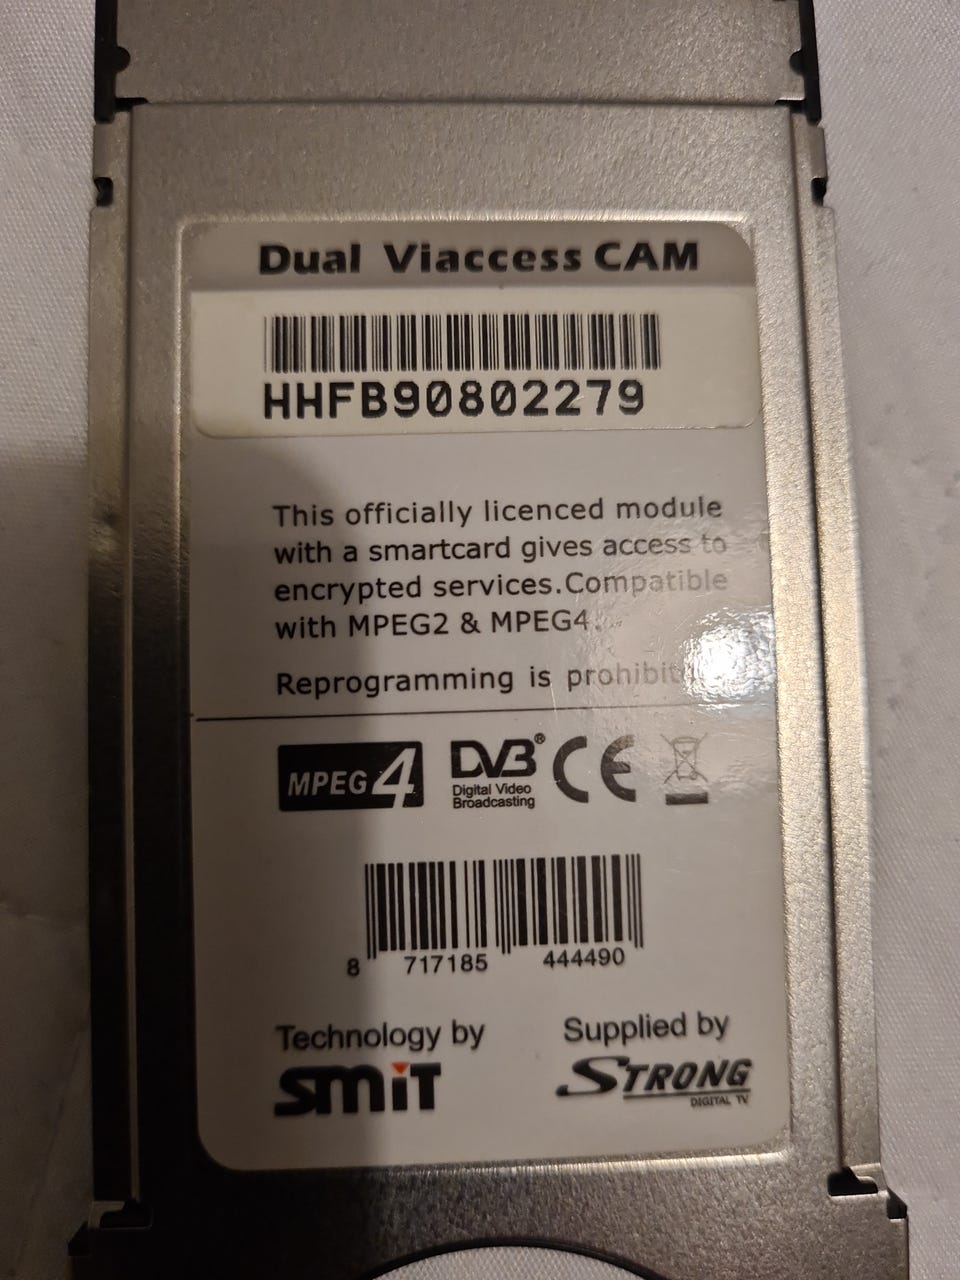 Dual Viaccess CAM
HHFB90802279
This officially licenced module
with a smartcard gives access to
encrypted services.Compatible
with MPEG2 & MPEG4.
Reprogramming is
MPEG4
DVB®
Digital Video
Broadcasting
CE
8 717185 444490
Technology by
SMiT
Supplied by
STRONG
DIGITAL TV